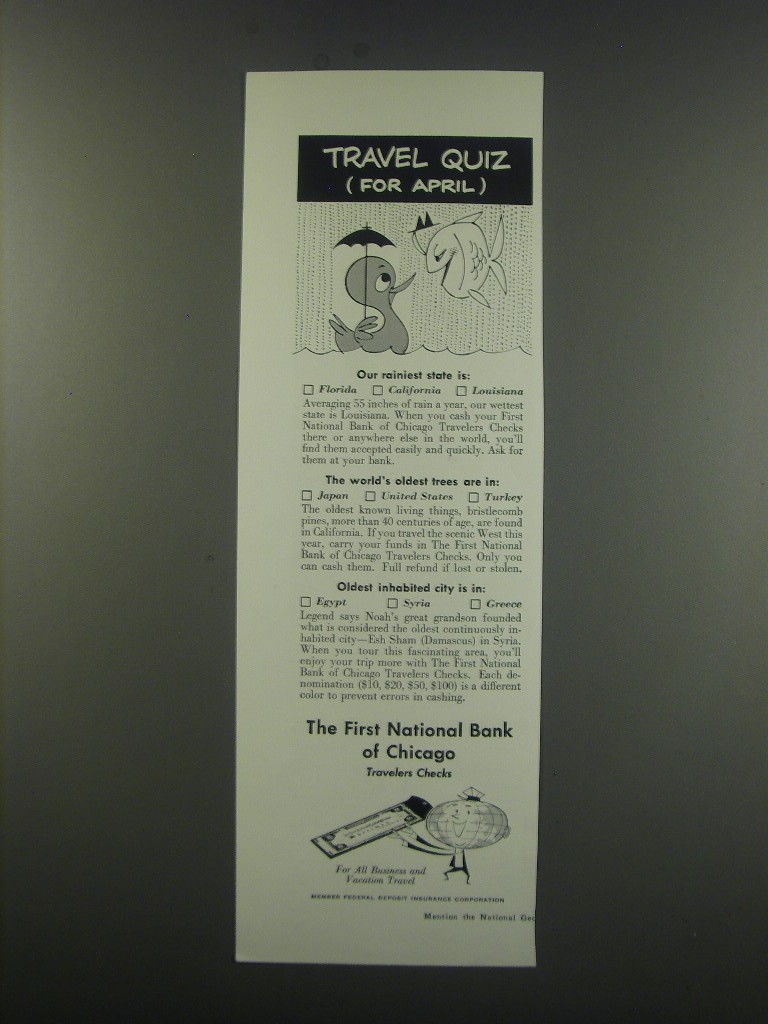 TRAVEL QUIZ
(FOR APRIL)
Our rainiest state is:
☐ Florida ☐ California ☐ Louisiana
Averaging 55 inches of rain a year, our wettest
state is Louisiana. When you cash your First
National Bank of Chicago Travelers Checks
there or anywhere else in the world, you'll
find them accepted easily and quickly. Ask for
them at your bank.
The world's oldest trees are in:
☐ Japan ☐ United States ☐ Turkey
The oldest known living things, bristlecomb
pines, more than 40 centuries of age, are found
in California. If you travel the scenic West this
year, carry your funds in The First National
Bank of Chicago Travelers Checks. Only you
can cash them. Full refund if lost or stolen.
Oldest inhabited city is in:
☐ Egypt ☐ Syria ☐ Greece
Legend says Noah's great grandson founded
what is considered the oldest continuously in-
habited city—Esh Sham (Damascus) in Syria.
When you tour this fascinating area, you'll
enjoy your trip more with The First National
Bank of Chicago Travelers Checks. Each de-
nomination ($10, $20, $50, $100) is a different
color to prevent errors in cashing.
The First National Bank
of Chicago
Travelers Checks
For All Business and
Vacation Travel
MEMBER FEDERAL DEPOSIT INSURANCE CORPORATION
Mention the National Geo